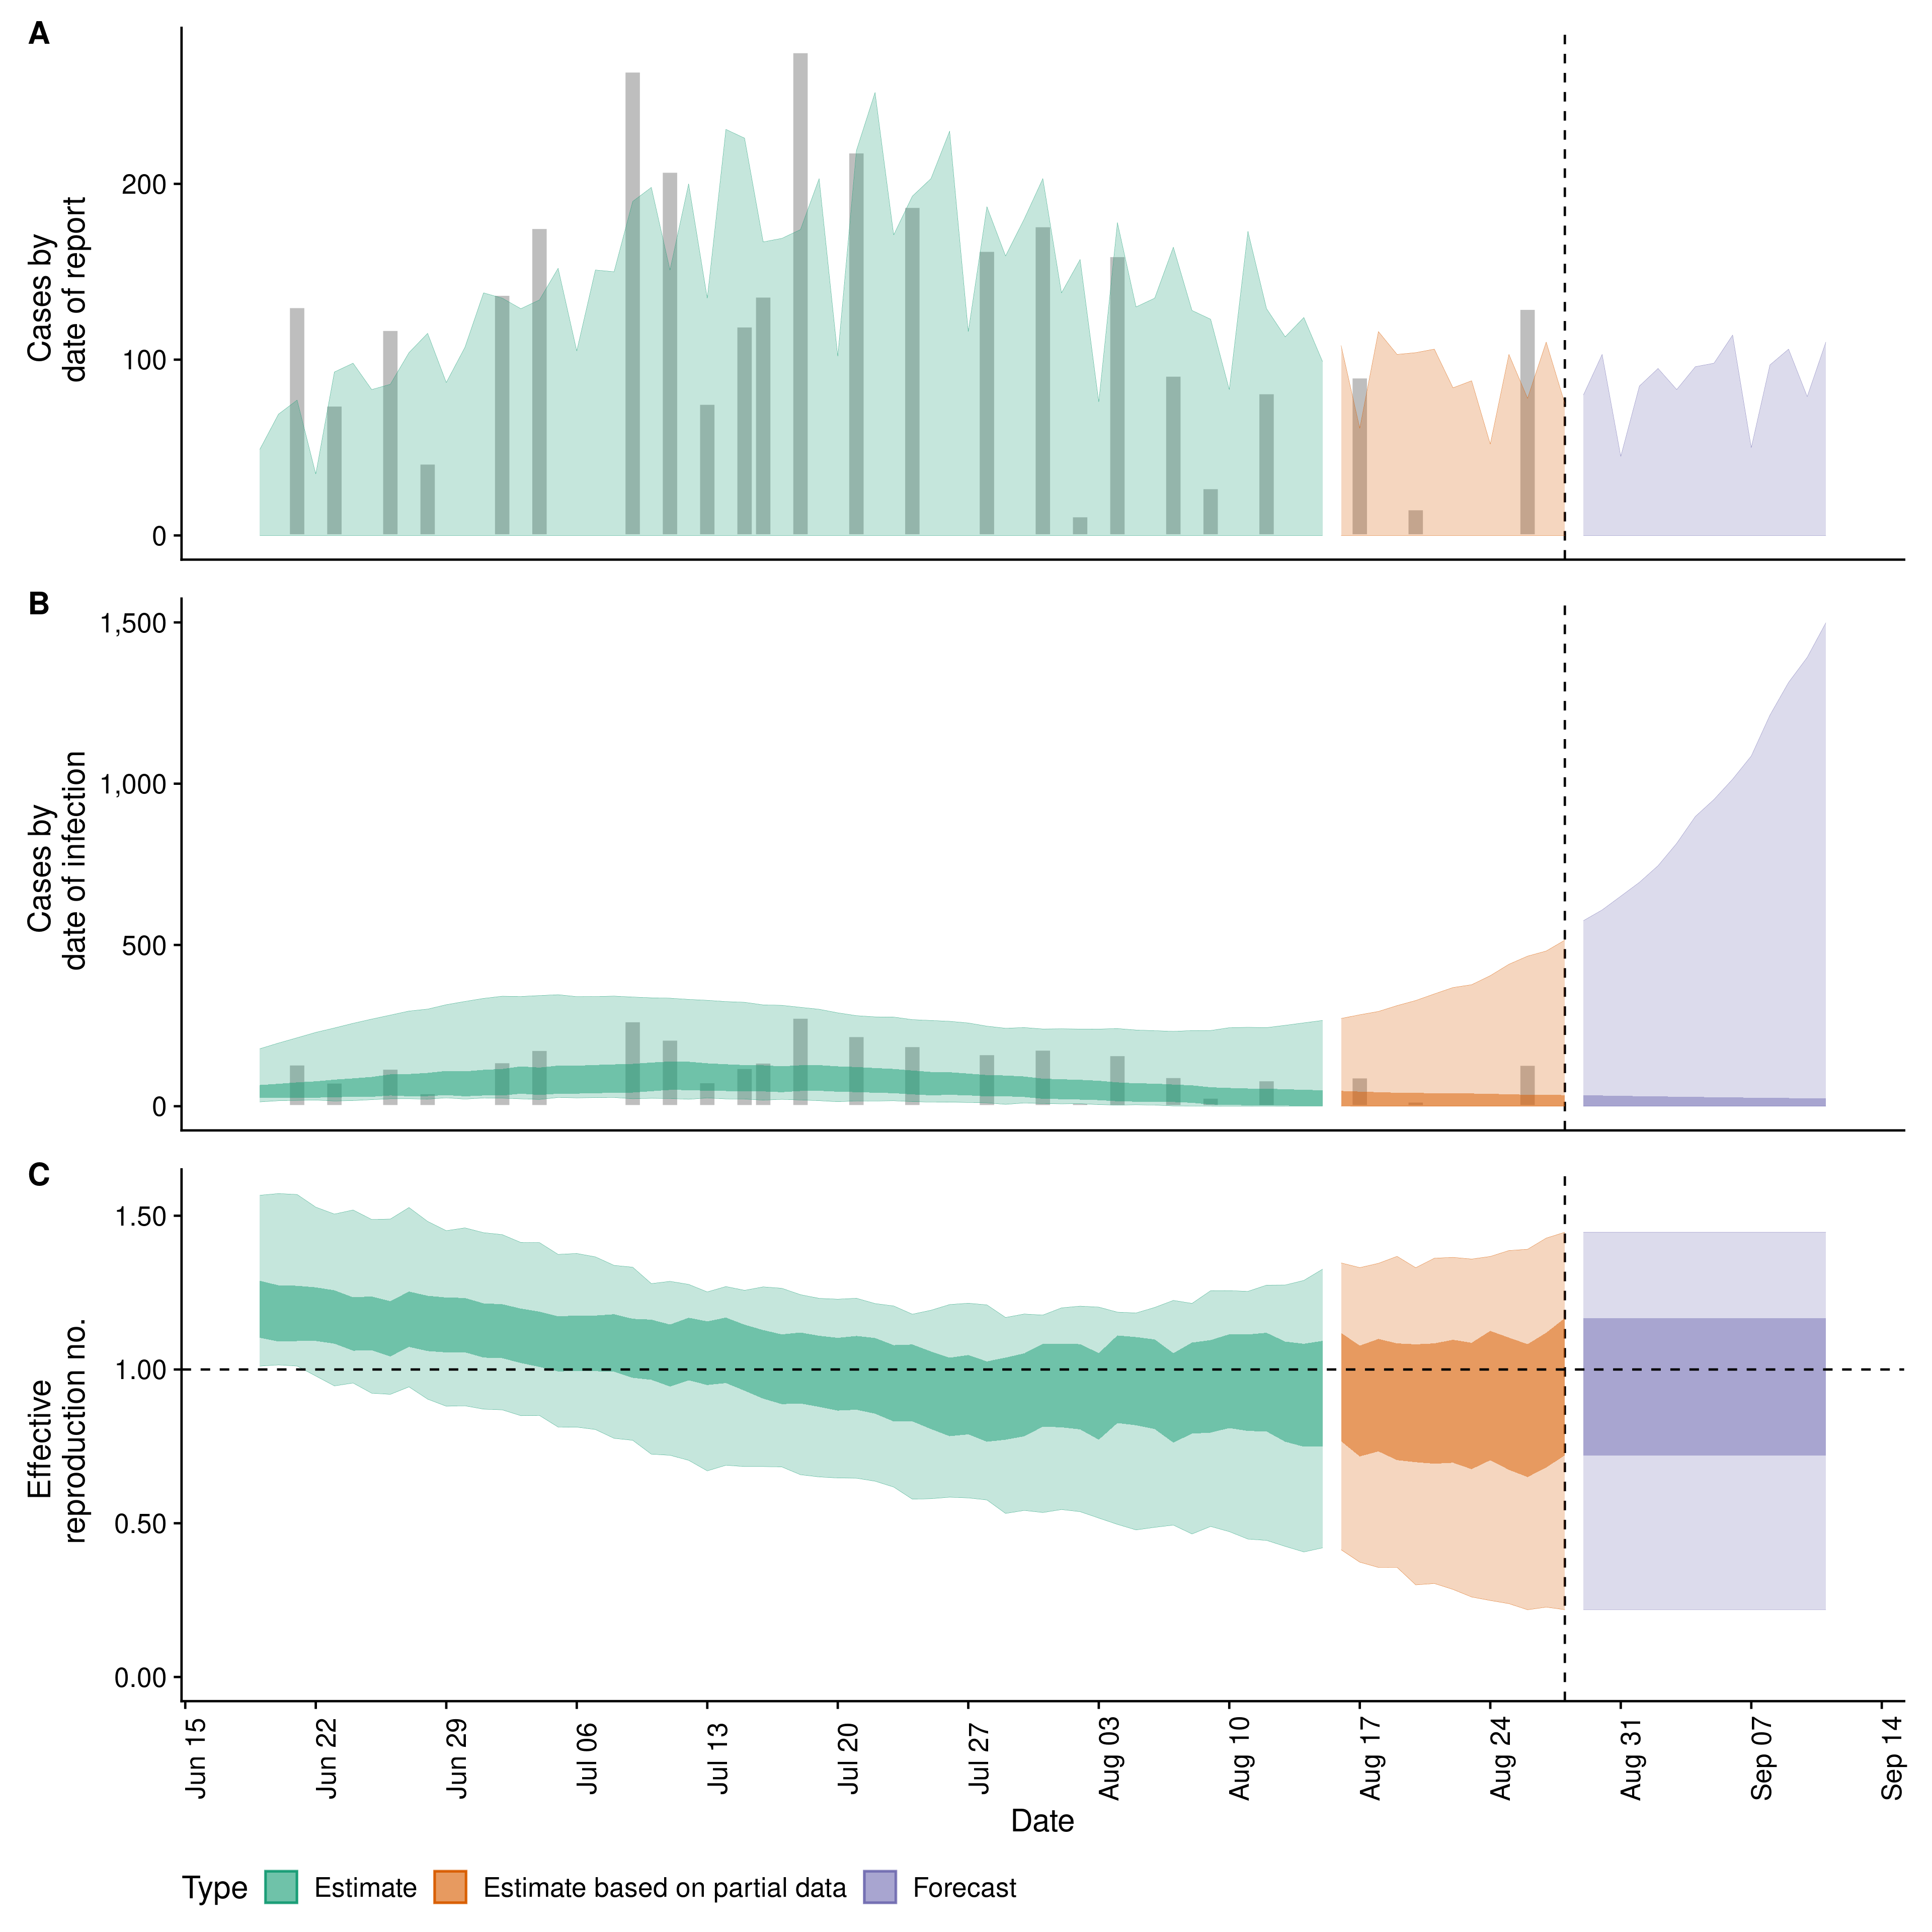 A
Cases by
date of report
200
100
0
B
Cases by
date of infection
1,500
1,000
500
0
C
Effective
reproduction no.
1.50
1.00
0.50
0.00
Jun 15
Jun 22
Jun 29
Jul 06
Jul 13
Jul 20
Jul 27
Aug 03
Aug 10
Aug 17
Aug 24
Aug 31
Sep 07
Sep 14
Date
Type Estimate Estimate based on partial data Forecast